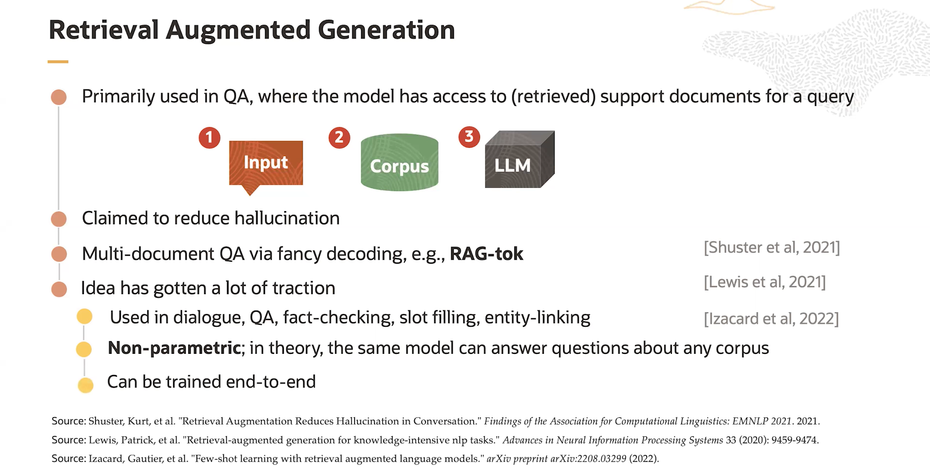 Retrieval Augmented Generation
Primarily used in QA, where the model has access to (retrieved) support documents for a query
1 Input
2 Corpus
3 LLM
Claimed to reduce hallucination
Multi-document QA via fancy decoding, e.g., RAG-tok
[Shuster et al, 2021]
Idea has gotten a lot of traction
[Lewis et al, 2021]
Used in dialogue, QA, fact-checking, slot filling, entity-linking
[Izacard et al, 2022]
Non-parametric; in theory, the same model can answer questions about any corpus
Can be trained end-to-end
Source: Shuster, Kurt, et al. "Retrieval Augmentation Reduces Hallucination in Conversation." Findings of the Association for Computational Linguistics: EMNLP 2021. 2021.
Source: Lewis, Patrick, et al. "Retrieval-augmented generation for knowledge-intensive nlp tasks." Advances in Neural Information Processing Systems 33 (2020): 9459-9474.
Source: Izacard, Gautier, et al. "Few-shot learning with retrieval augmented language models." arXiv preprint arXiv:2208.03299 (2022).